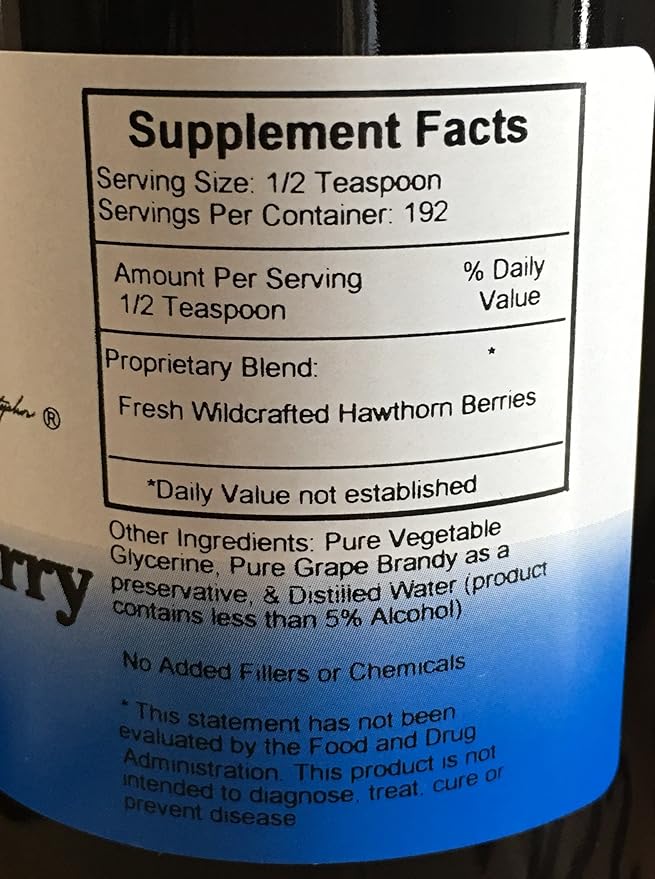 Supplement Facts
Serving Size: 1/2 Teaspoon
Servings Per Container: 192
Amount Per Serving
1/2 Teaspoon
% Daily
Value
Proprietary Blend:
*
Fresh Wildcrafted Hawthorn Berries
*Daily Value not established
®
rry
Other Ingredients: Pure Vegetable
Glycerine, Pure Grape Brandy as a
preservative, & Distilled Water (product
contains less than 5% Alcohol)
No Added Fillers or Chemicals
* This statement has not been
evaluated by the Food and Drug
Administration. This product is not
intended to diagnose, treat, cure or
prevent disease